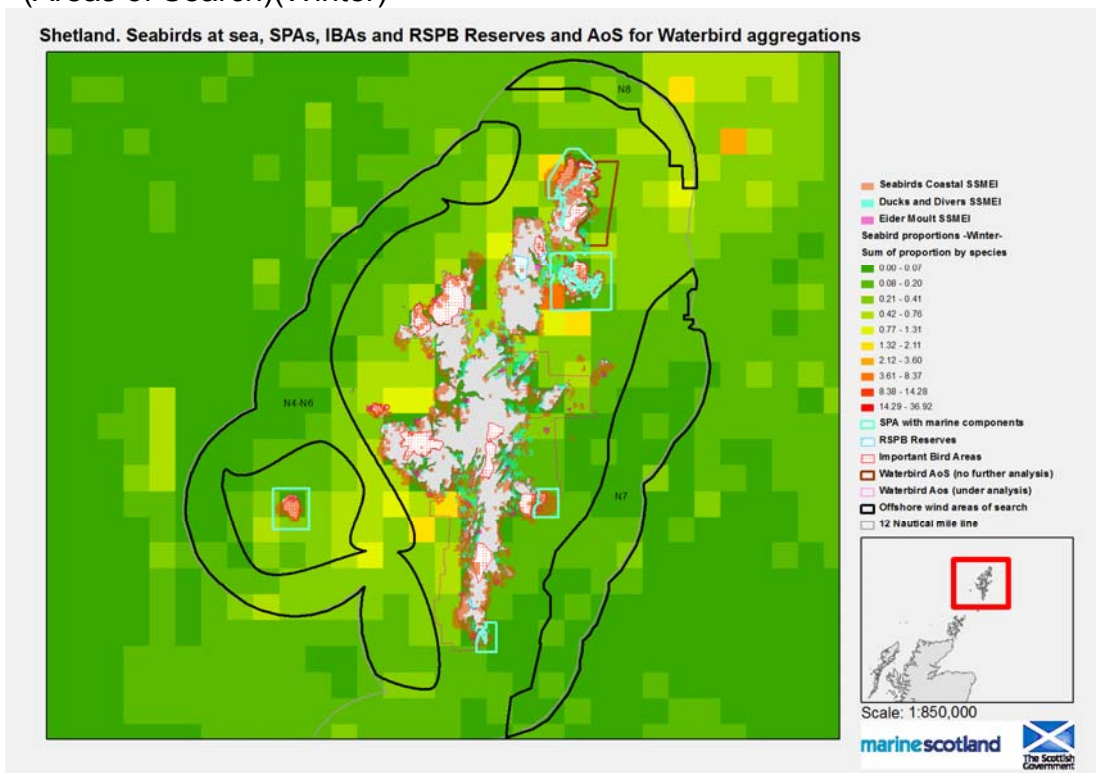 (Areas of Search)(Winter)
Shetland. Seabirds at sea, SPAs, IBAs and RSPB Reserves and AoS for Waterbird aggregations
N8
N4-N6
N7
Seabirds Coastal SSMEI
Ducks and Divers SSMEI
Eider Moult SSMEI
Seabird proportions -Winter-
Sum of proportion by species
0.00 - 0.07
0.08 - 0.20
0.21 - 0.41
0.42 - 0.76
0.77 - 1.31
1.32 - 2.11
2.12 - 3.60
3.61 - 8.37
8.38 - 14.28
14.29 - 36.92
SPA with marine components
RSPB Reserves
Important Bird Areas
Waterbird AoS (no further analysis)
Waterbird Aos (under analysis)
Offshore wind areas of search
12 Nautical mile line
Scale: 1:850,000
marinescotland
The Scottish
Government